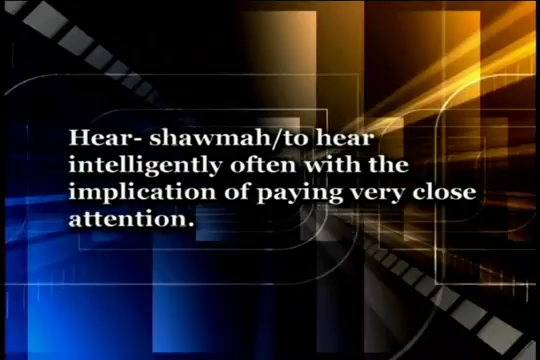 Hear- shawmah/to hear
intelligently often with the
implication of paying very close
attention.